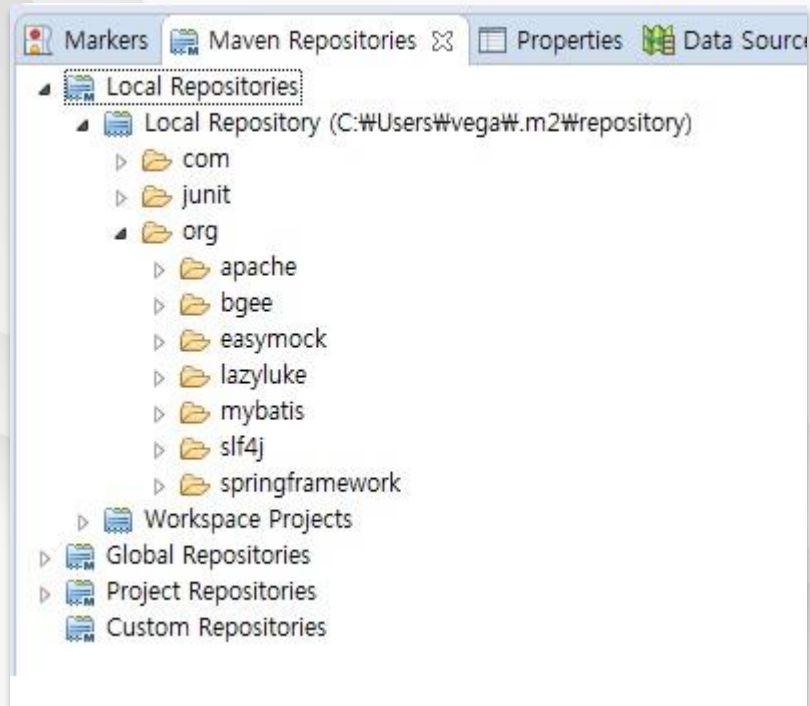 Markers Maven Repositories Properties Data Sourc
Local Repositories
Local Repository (C:₩Users₩vega₩.m2₩repository)
com
junit
org
apache
bgee
easymock
lazyluke
mybatis
slf4j
springframework
Workspace Projects
Global Repositories
Project Repositories
Custom Repositories